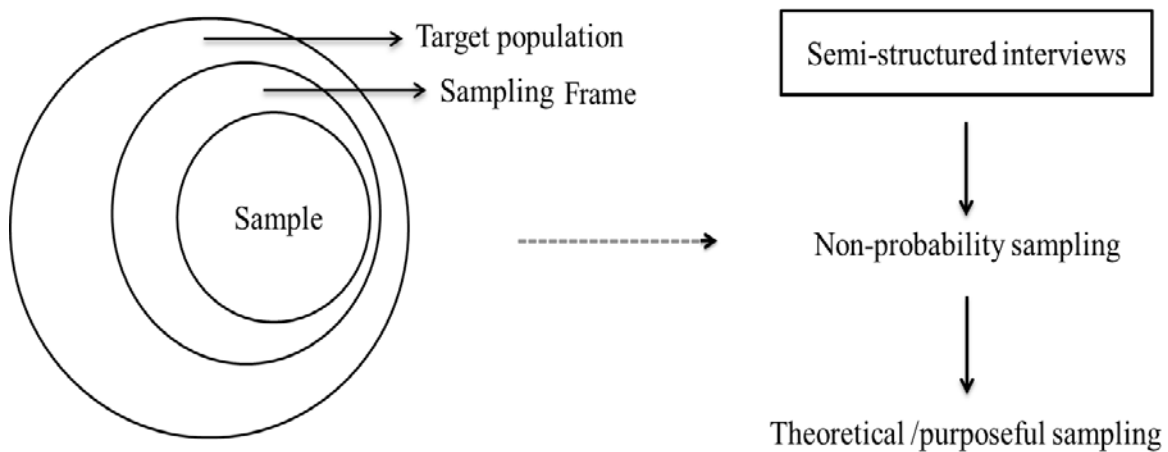 Target population
Sampling Frame
Sample
Semi-structured interviews
Non-probability sampling
Theoretical /purposeful sampling